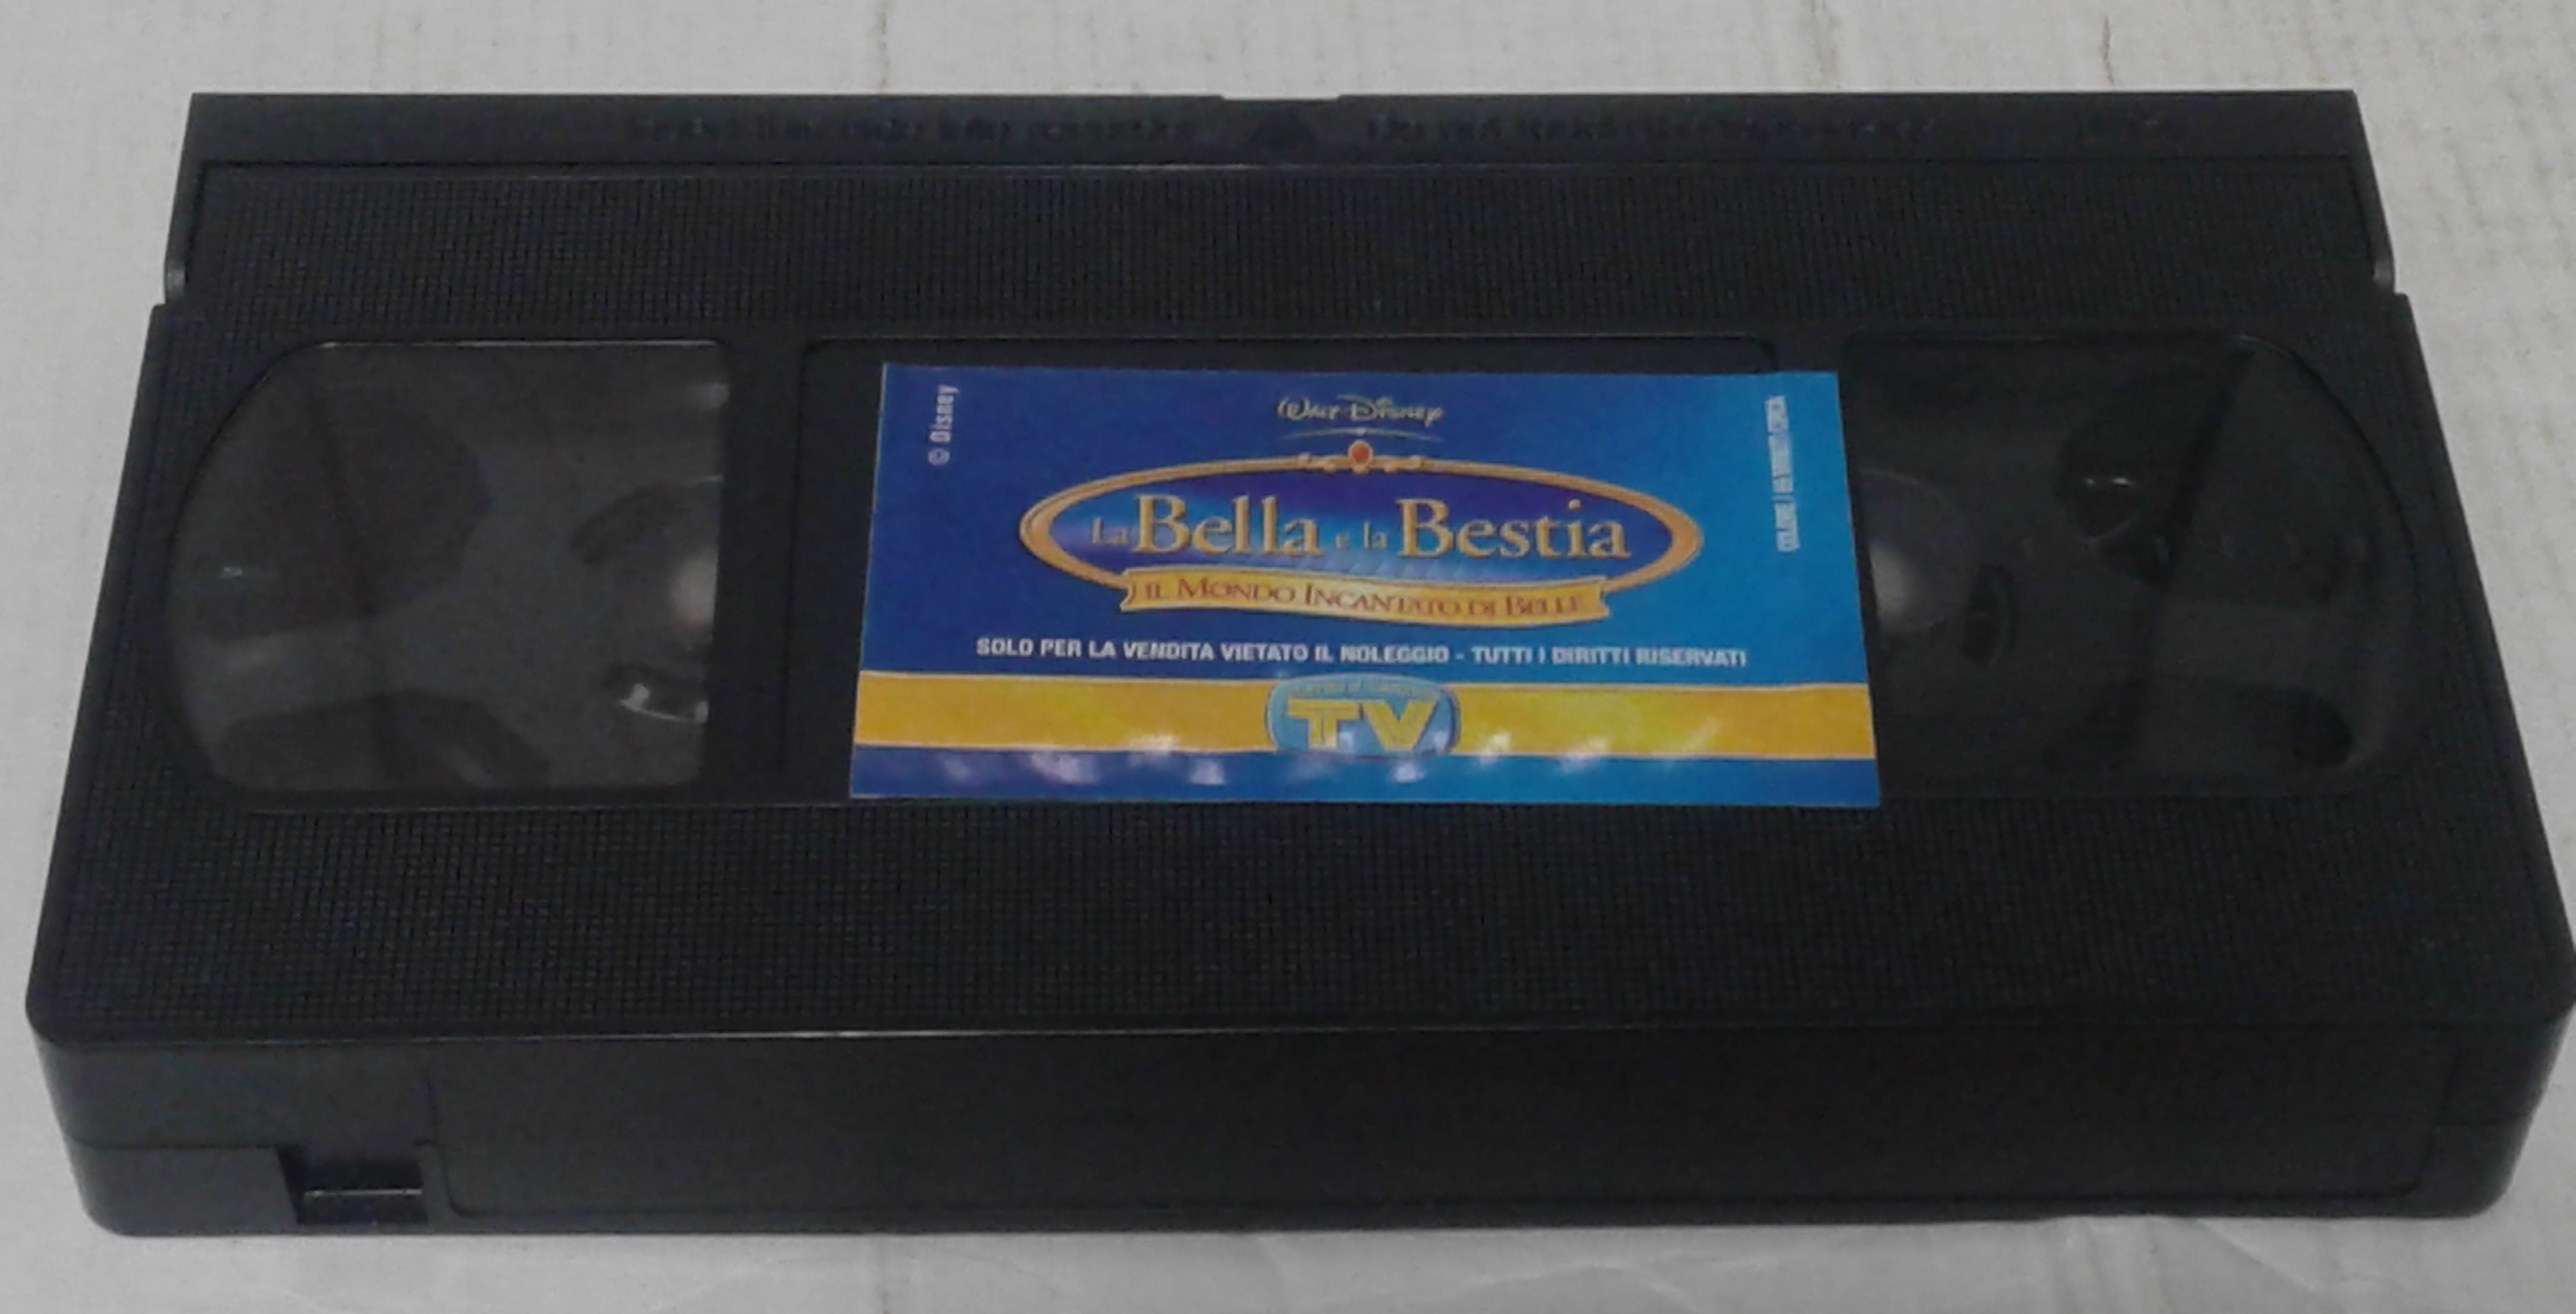 © Disney
Walt Disney
La Bella e la Bestia
IL MONDO INCANTATO DI BELLE
SOLO PER LA VENDITA VIETATO IL NOLEGGIO - TUTTI I DIRITTI RISERVATI
TV